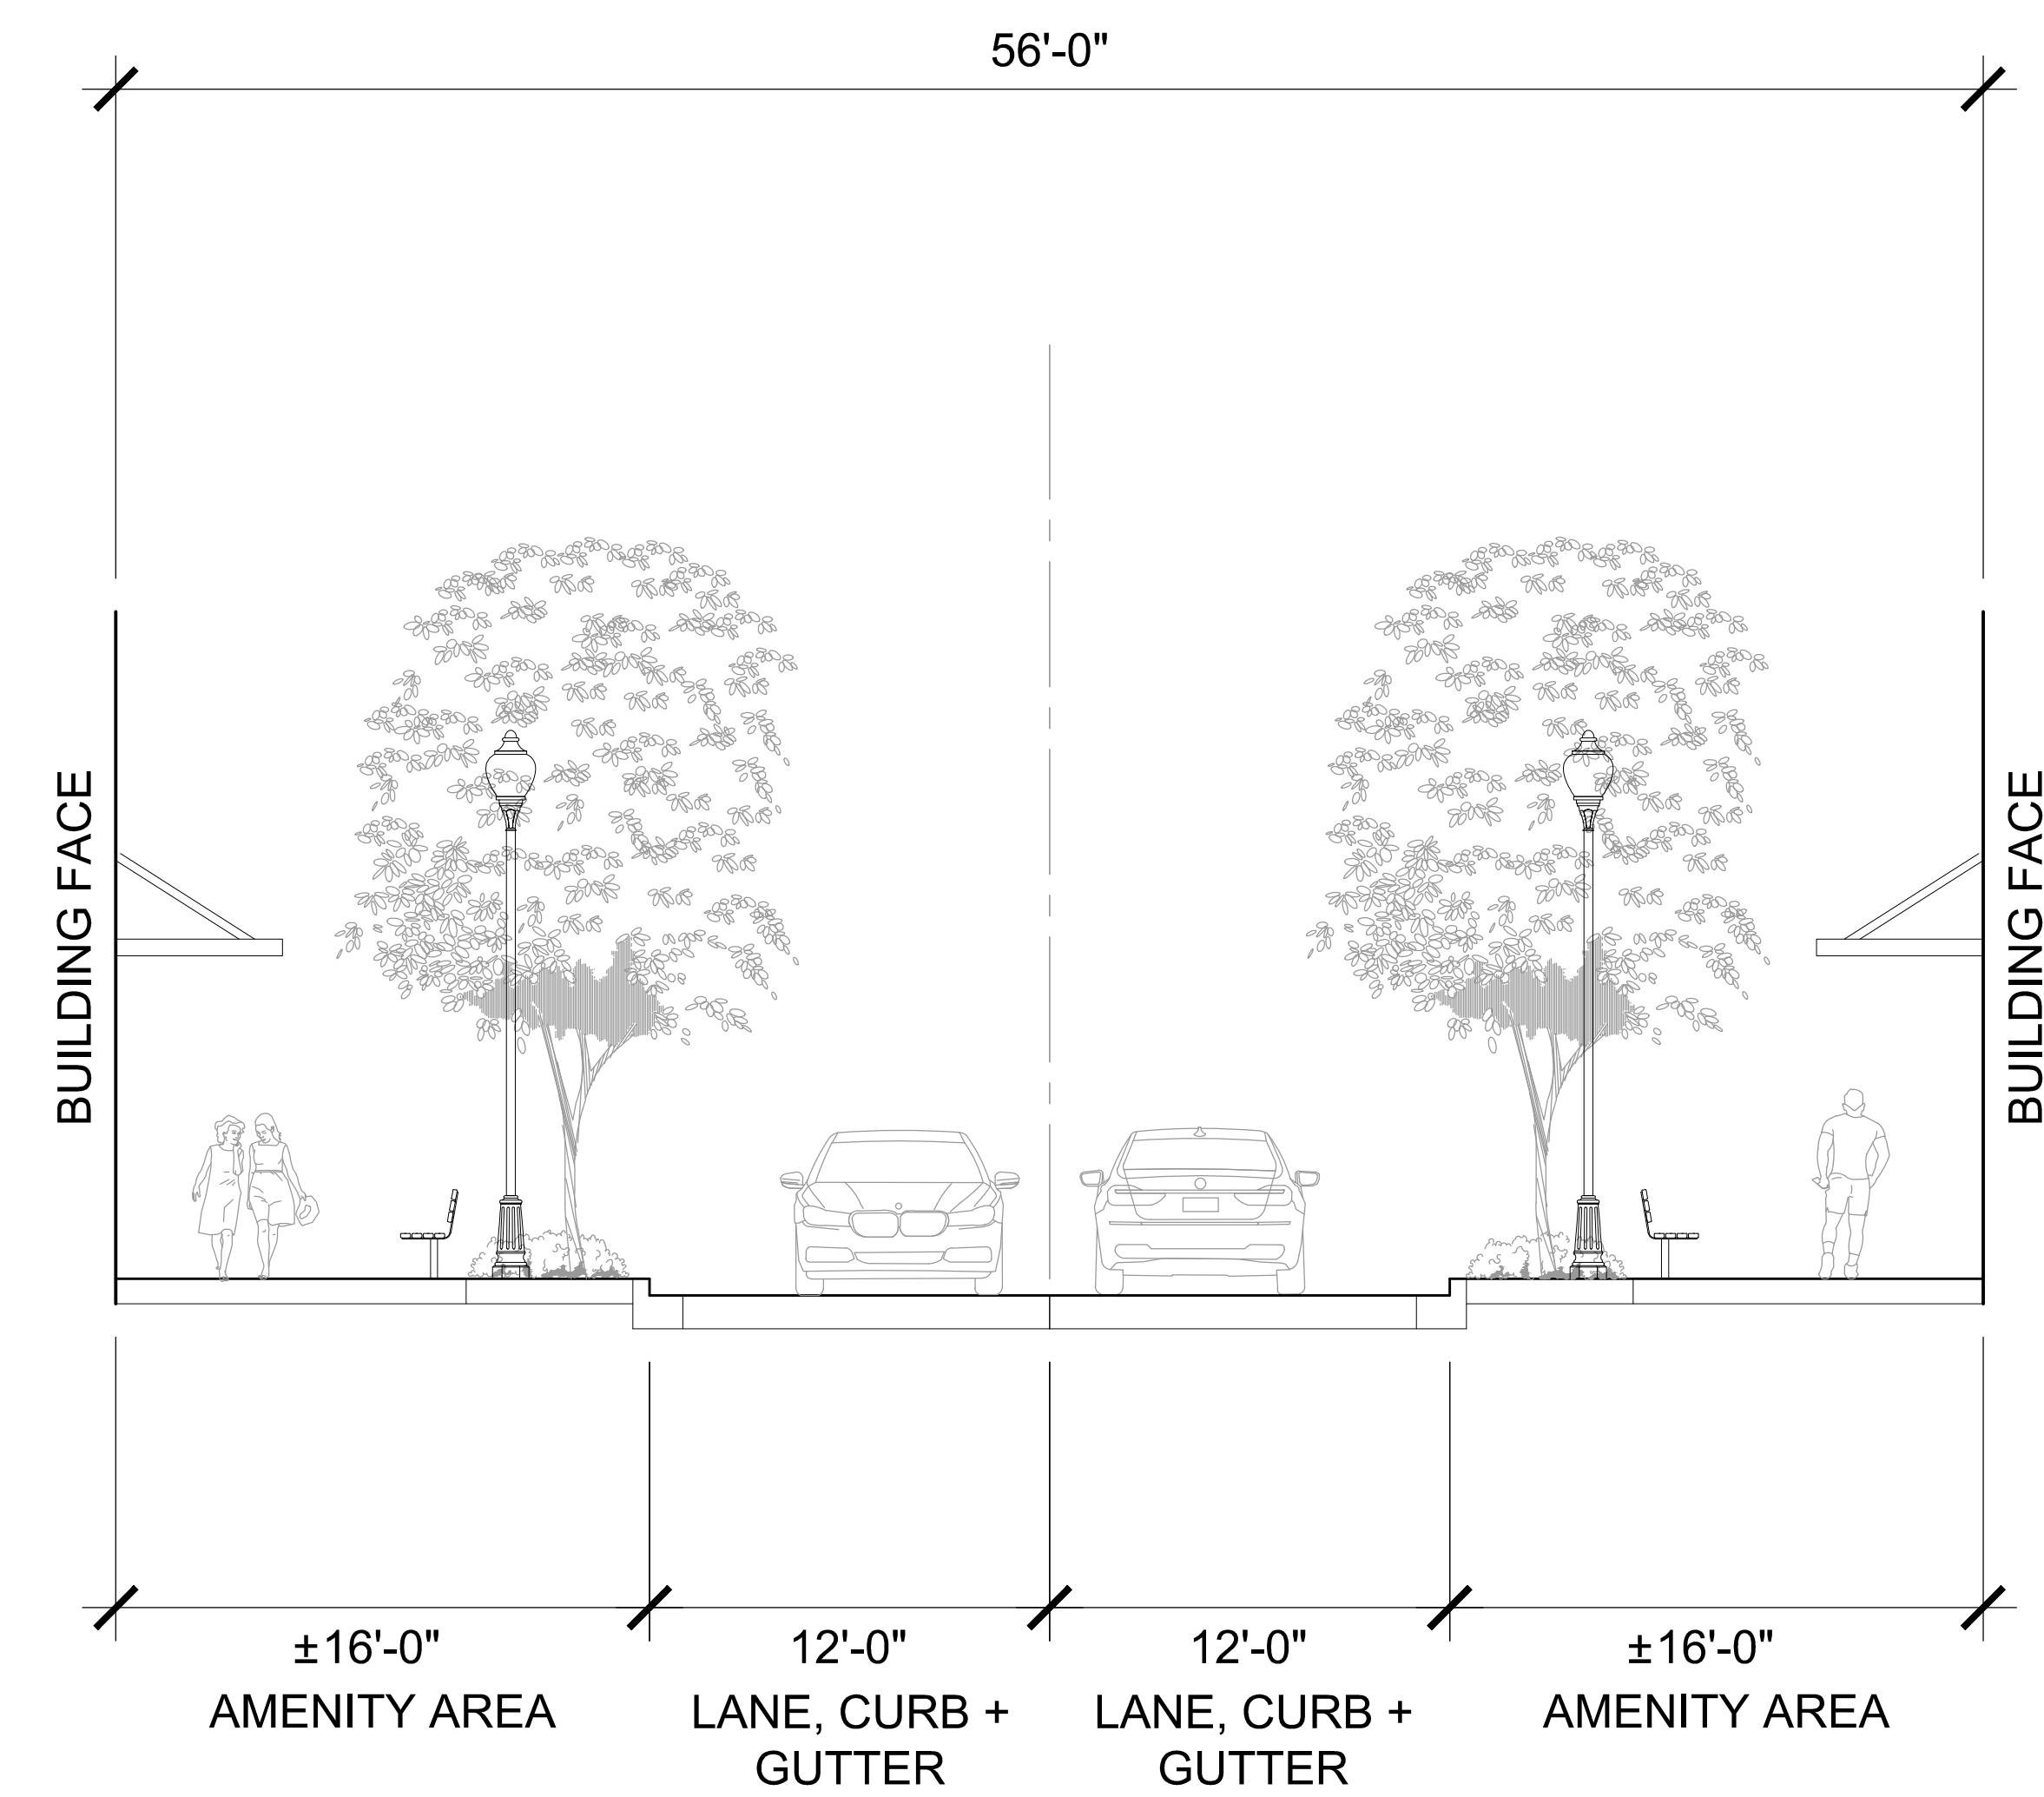 56'-0"
BUILDING FACE
BUILDING FACE
±16'-0"
12'-0"
12'-0"
±16'-0"
AMENITY AREA
LANE, CURB +
GUTTER
LANE, CURB +
GUTTER
AMENITY AREA